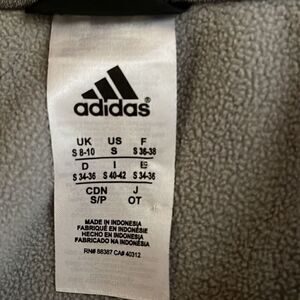 adidas®
UK US F
S 8-10 S S 36-38
D I E
S 34-36 S 40-42 S 34-36
CDN J
S/P OT
MADE IN INDONESIA
FABRIQUÉ EN INDONÉSIE
HECHO EN INDONESIA
FABRICADO NA INDONÉSIA
RN# 88387 CA# 40312